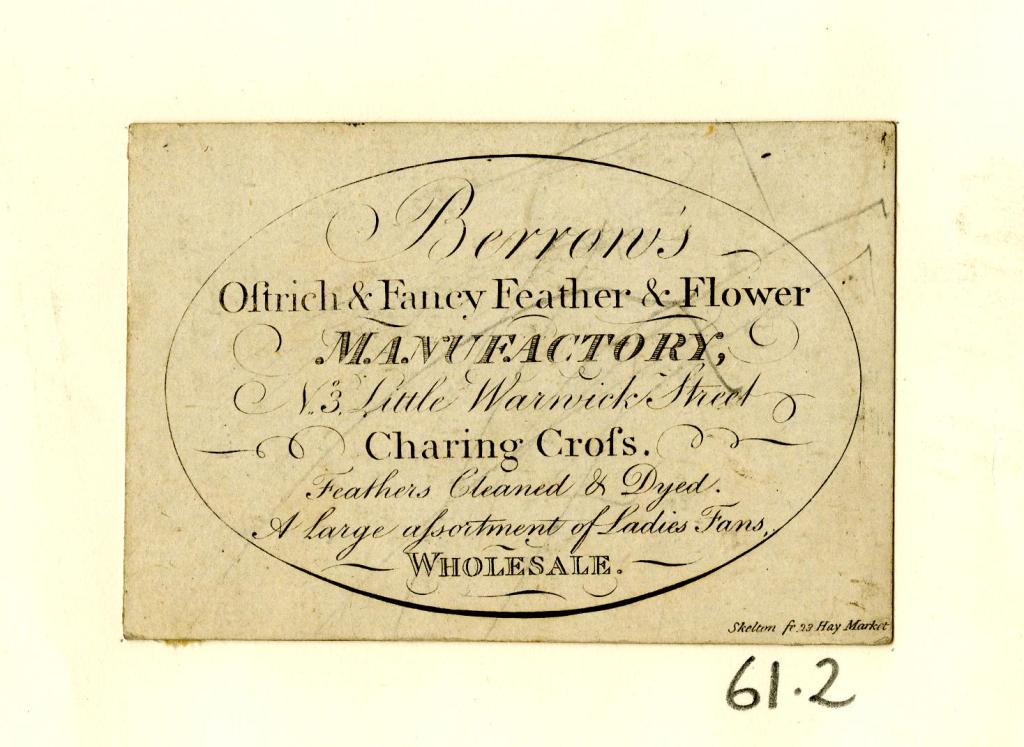 Berrow's
Oſtrich & Fancy Feather & Flower
MANUFACTORY,
No. 3, Little Warwick Street
Charing Croſs.
Feathers Cleaned & Dyed.
A large aſsortment of Ladies Fans,
WHOLESALE.
Skelton fc. 23 Hay Market
61.2